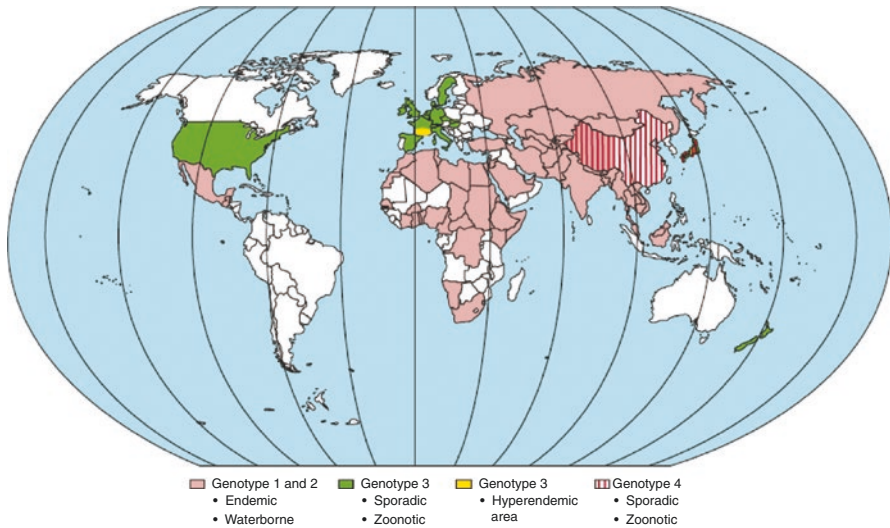 Genotype 1 and 2
• Endemic
• Waterborne
Genotype 3
• Sporadic
• Zoonotic
Genotype 3
• Hyperendemic
area
Genotype 4
• Sporadic
• Zoonotic